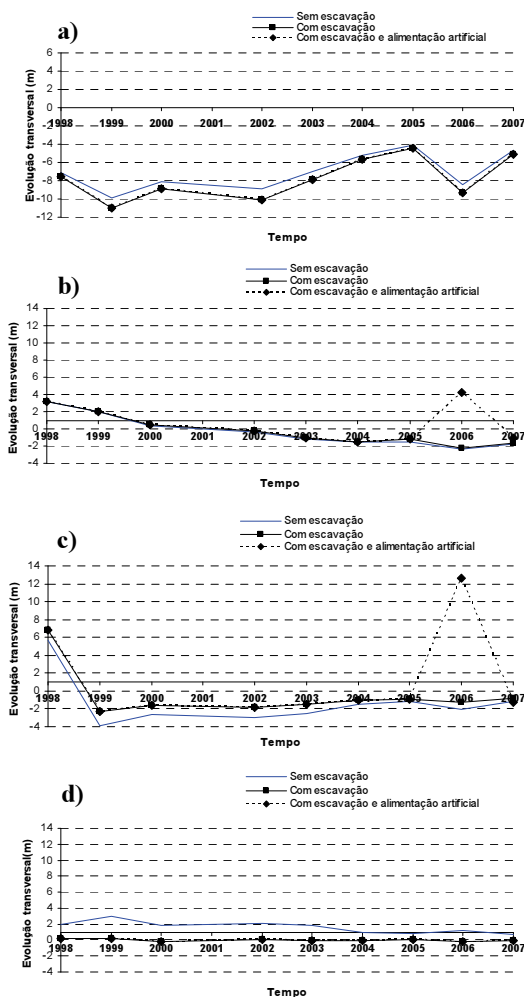 Sem escavação
Com escavação
Com escavação e alimentação artificial
a)
Evolução transversal (m)
6
4
2
0
-2
-4
-6
-8
-10
-12
1998 1999 2000 2001 2002 2003 2004 2005 2006 2007
Tempo
Sem escavação
Com escavação
Com escavação e alimentação artificial
b)
Evolução transversal (m)
14
12
10
8
6
4
2
0
-2
-4
1998 1999 2000 2001 2002 2003 2004 2005 2006 2007
Tempo
Sem escavação
Com escavação
Com escavação e alimentação artificial
c)
Evolução transversal (m)
14
12
10
8
6
4
2
0
-2
-4
1998 1999 2000 2001 2002 2003 2004 2005 2006 2007
Tempo
Sem escavação
Com escavação
Com escavação e alimentação artificial
d)
Evolução transversal(m)
14
12
10
8
6
4
2
0
-2
-4
1998 1999 2000 2001 2002 2003 2004 2005 2006 2007
Tempo